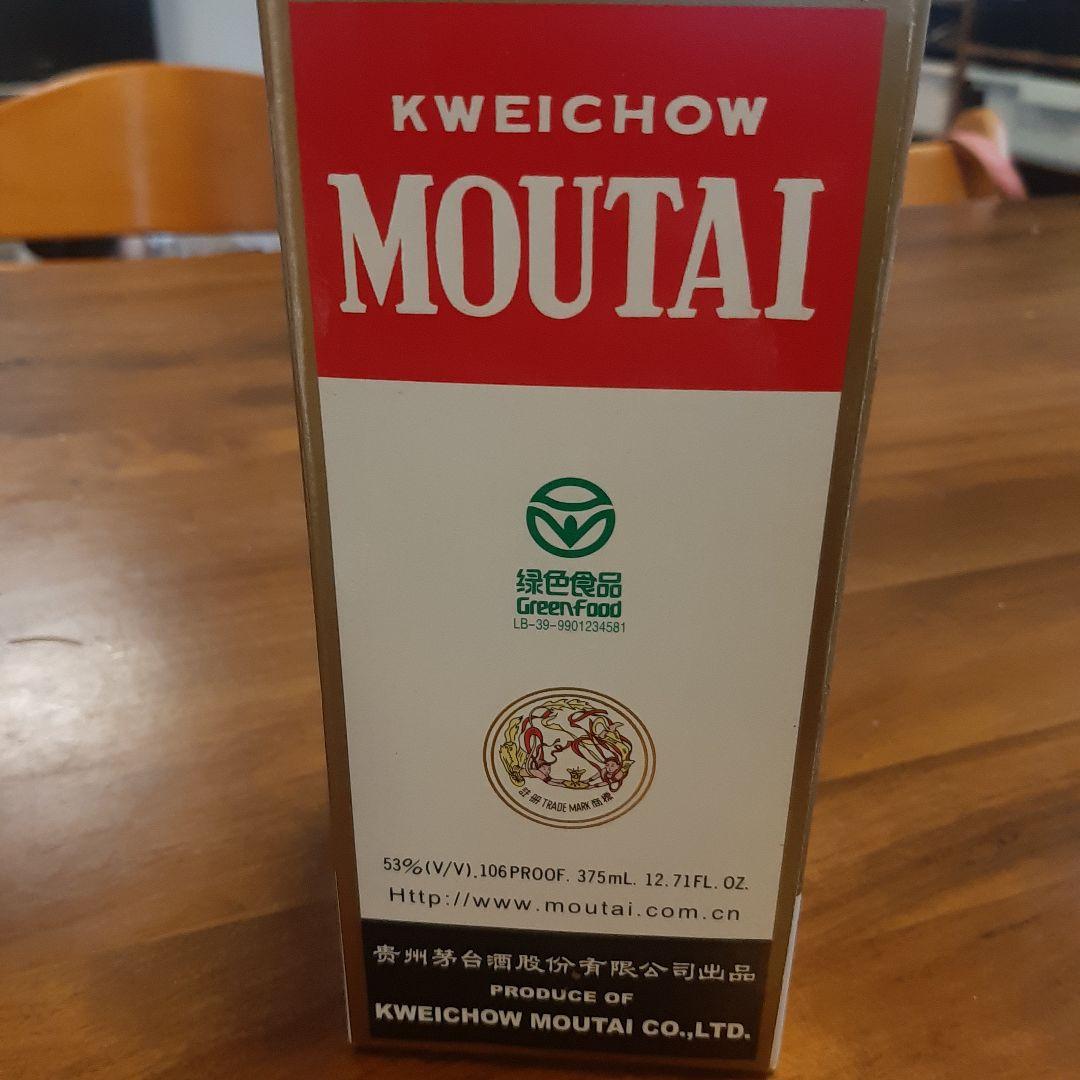 KWEICHOW
MOUTAI
绿色食品
GreenFood
LB-39-9901234581
註册 TRADE MARK 商標
53%(V/V).106PROOF. 375mL. 12.71FL. OZ.
Http://www.moutai.com.cn
贵州茅台酒股份有限公司出品
PRODUCE OF
KWEICHOW MOUTAI CO.,LTD.